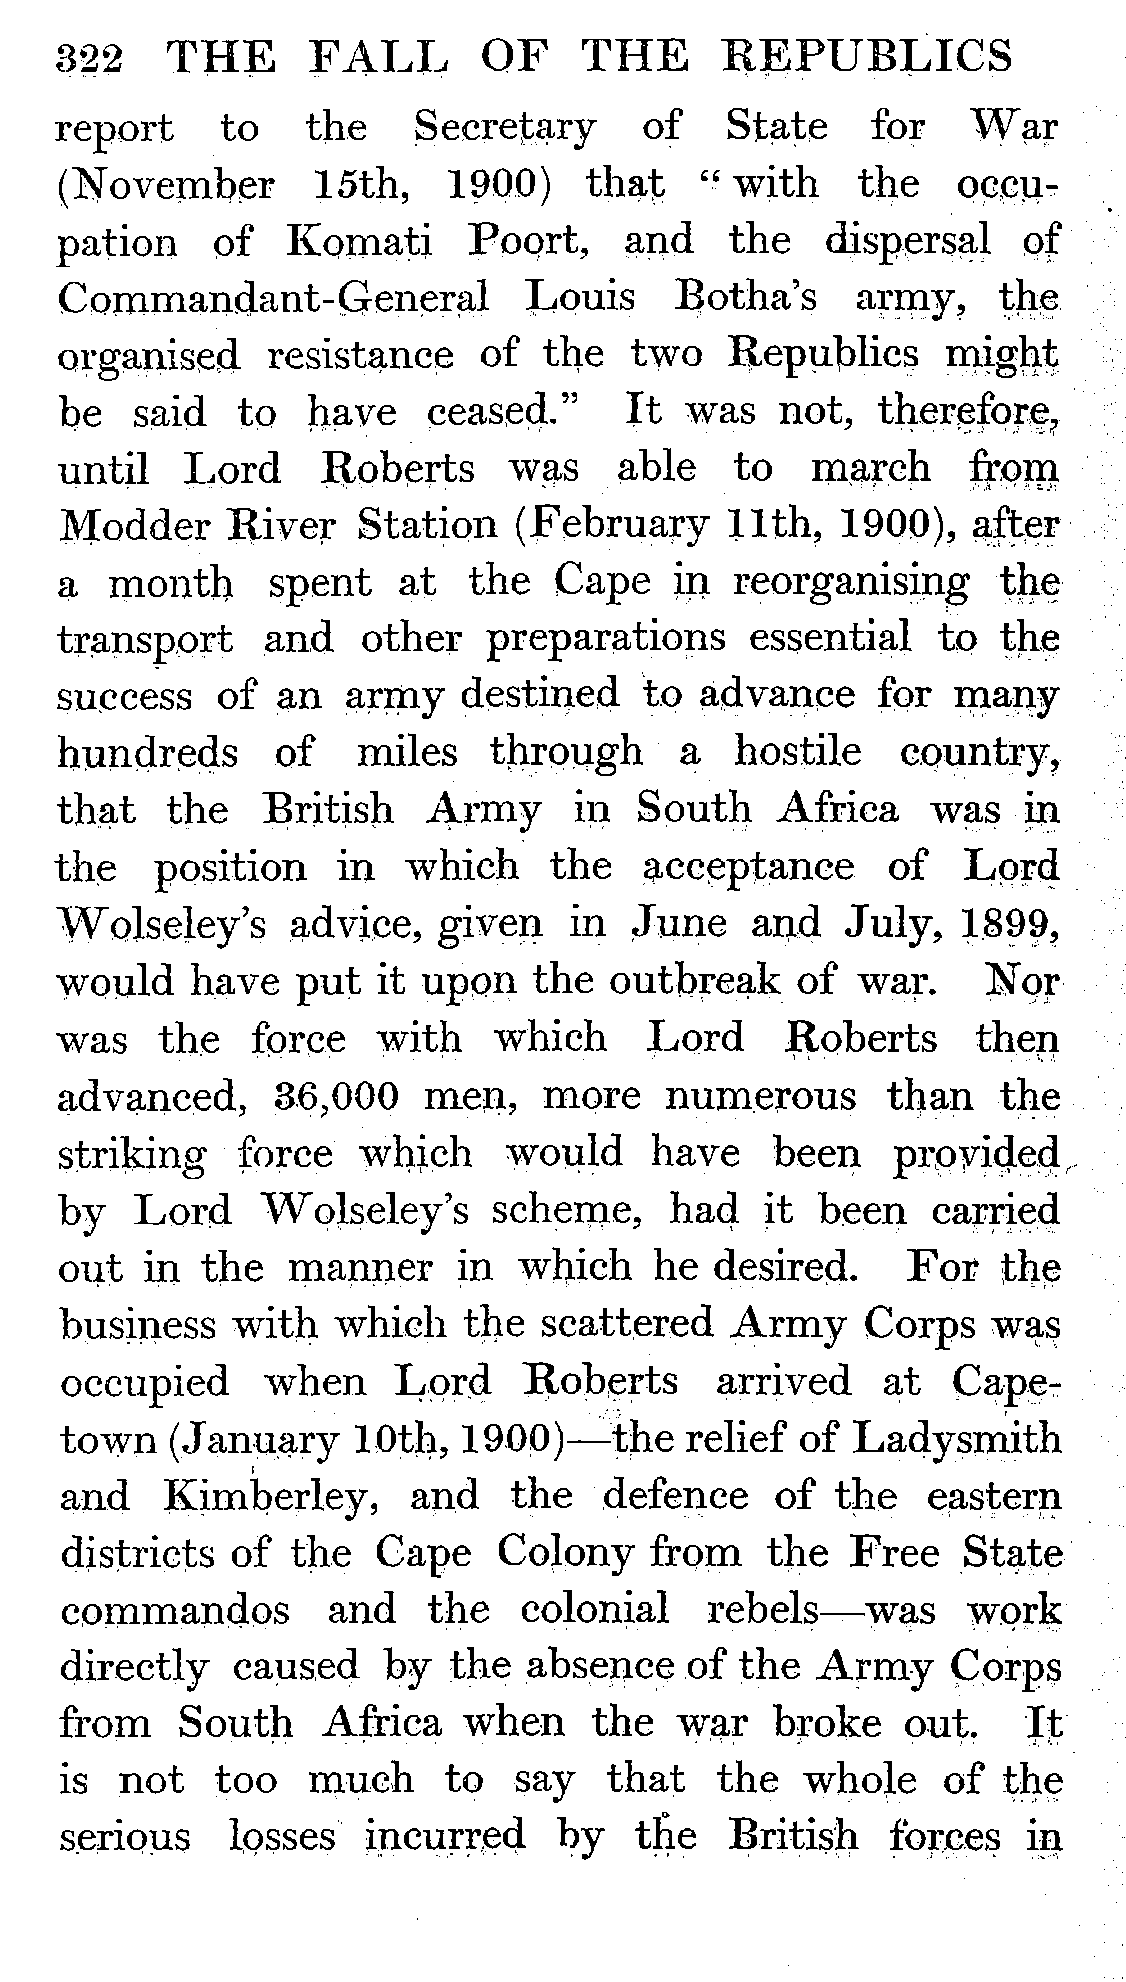 322 THE FALL OF THE REPUBLICS
report to the Secretary of State for War
(November 15th, 1900) that “ with the occu-
pation of Komati Poort, and the dispersal of
Commandant-General Louis Botha’s army, the
organised resistance of the two Republics might
be said to have ceased.” It was not, therefore,
until Lord Roberts was able to march from
Modder River Station (February 11th, 1900), after
a month spent at the Cape in reorganising the
transport and other preparations essential to the
success of an army destined to advance for many
hundreds of miles through a hostile country,
that the British Army in South Africa was in
the position in which the acceptance of Lord
Wolseley’s advice, given in June and July, 1899,
would have put it upon the outbreak of war. Nor
was the force with which Lord Roberts then
advanced, 36,000 men, more numerous than the
striking force which would have been provided
by Lord Wolseley’s scheme, had it been carried
out in the manner in which he desired. For the
business with which the scattered Army Corps was
occupied when Lord Roberts arrived at Cape-
town (January 10th, 1900)—the relief of Ladysmith
and Kimberley, and the defence of the eastern
districts of the Cape Colony from the Free State
commandos and the colonial rebels—was work
directly caused by the absence of the Army Corps
from South Africa when the war broke out. It
is not too much to say that the whole of the
serious losses incurred by the British forces in